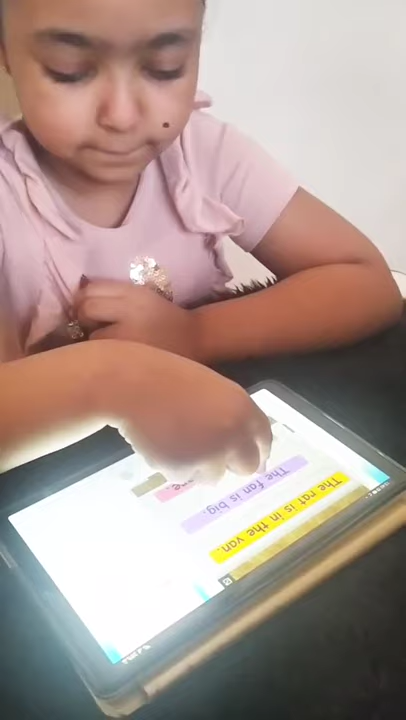 The rat is in the van.
The fan is big.